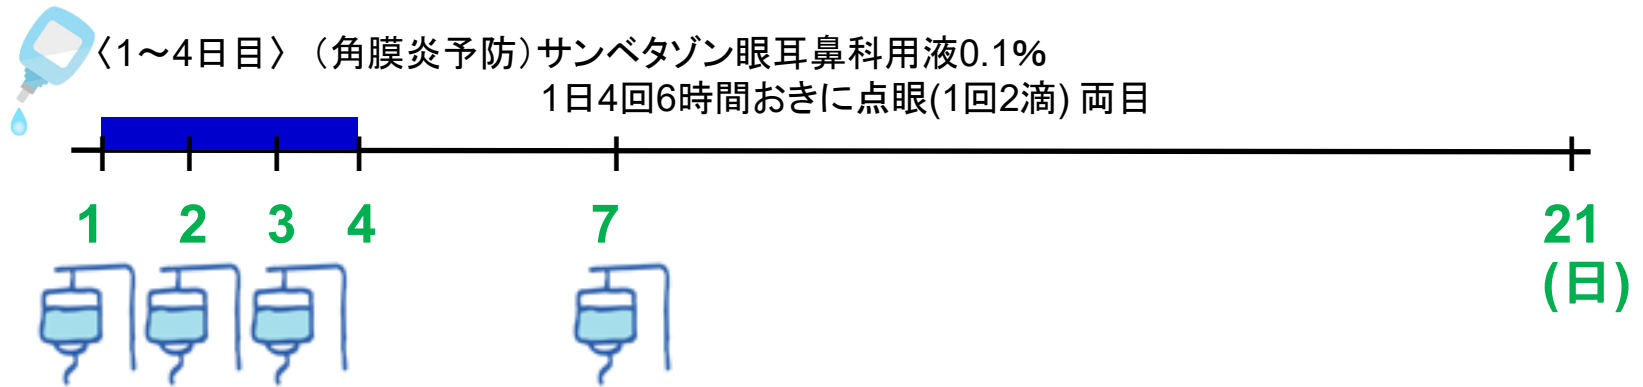 〈1～4日目〉（角膜炎予防）サンベタゾン眼耳鼻科用液0.1%
1日4回6時間おきに点眼(1回2滴) 両目
1 2 3 4 7 21
(日)